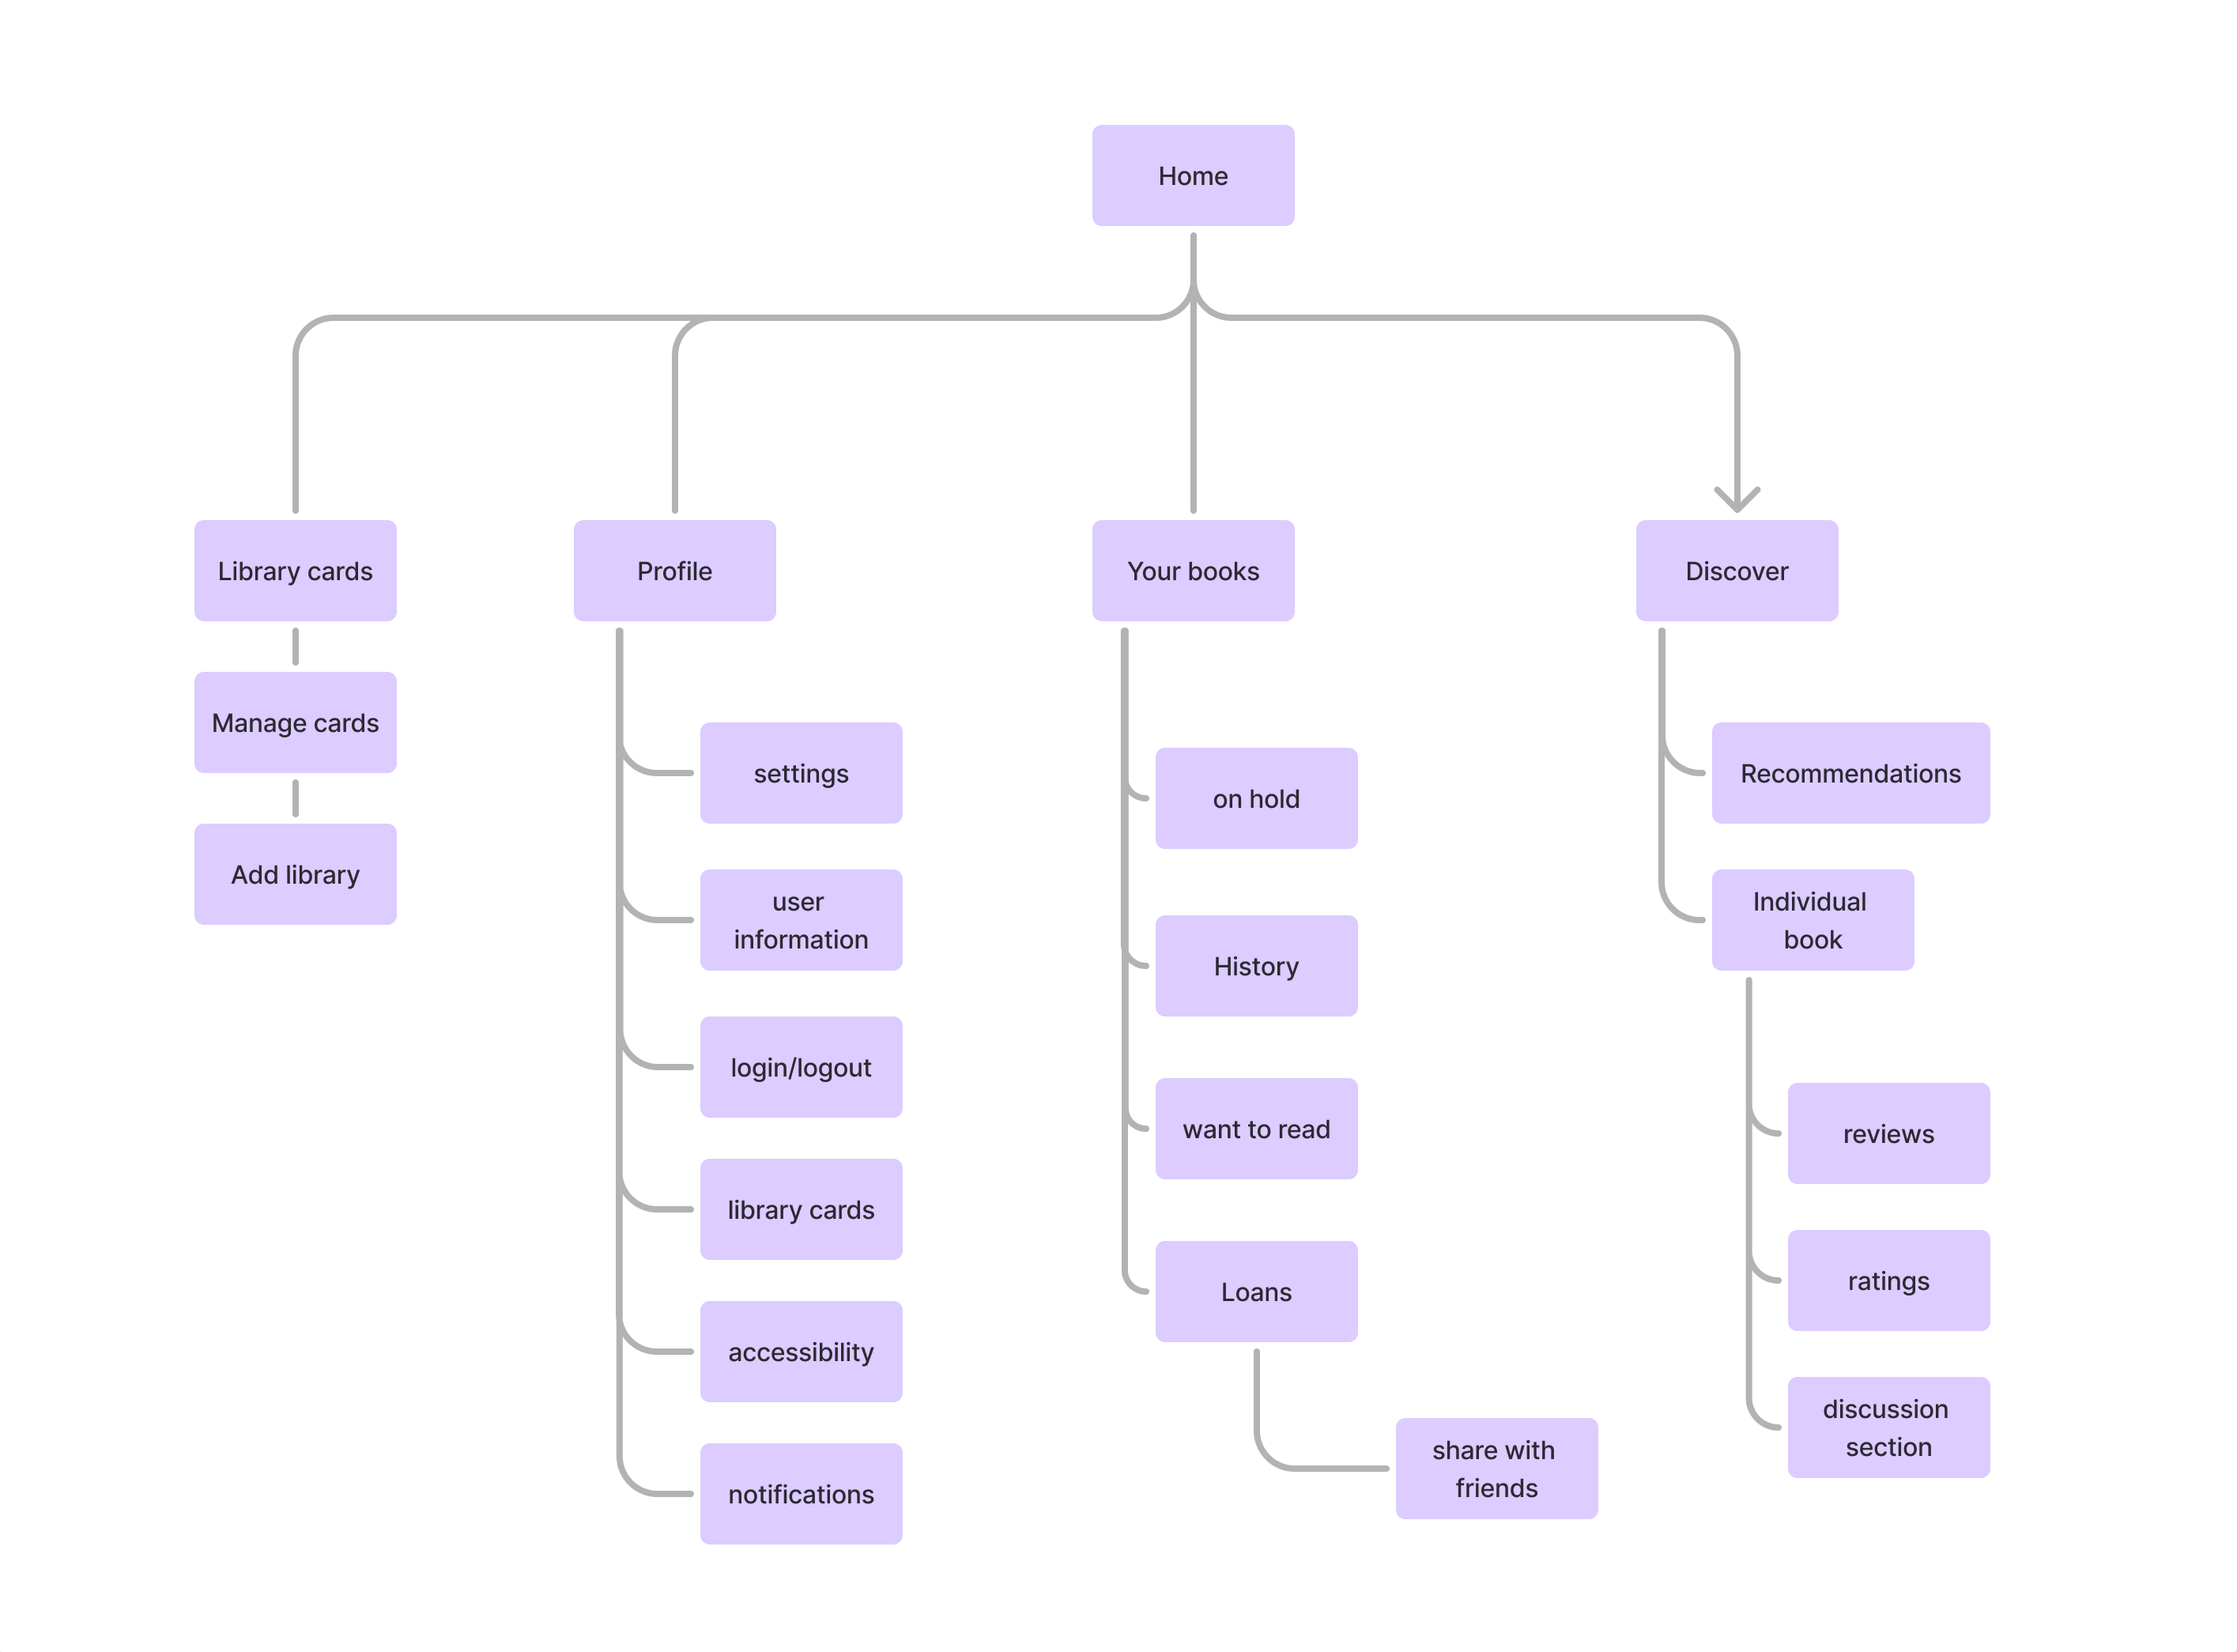 Home
Library cards
Profile
Your books
Discover
Manage cards
Add library
settings
user
information
login/logout
library cards
accessibility
notifications
on hold
History
want to read
Loans
share with
friends
Recommendations
Individual
book
reviews
ratings
discussion
section